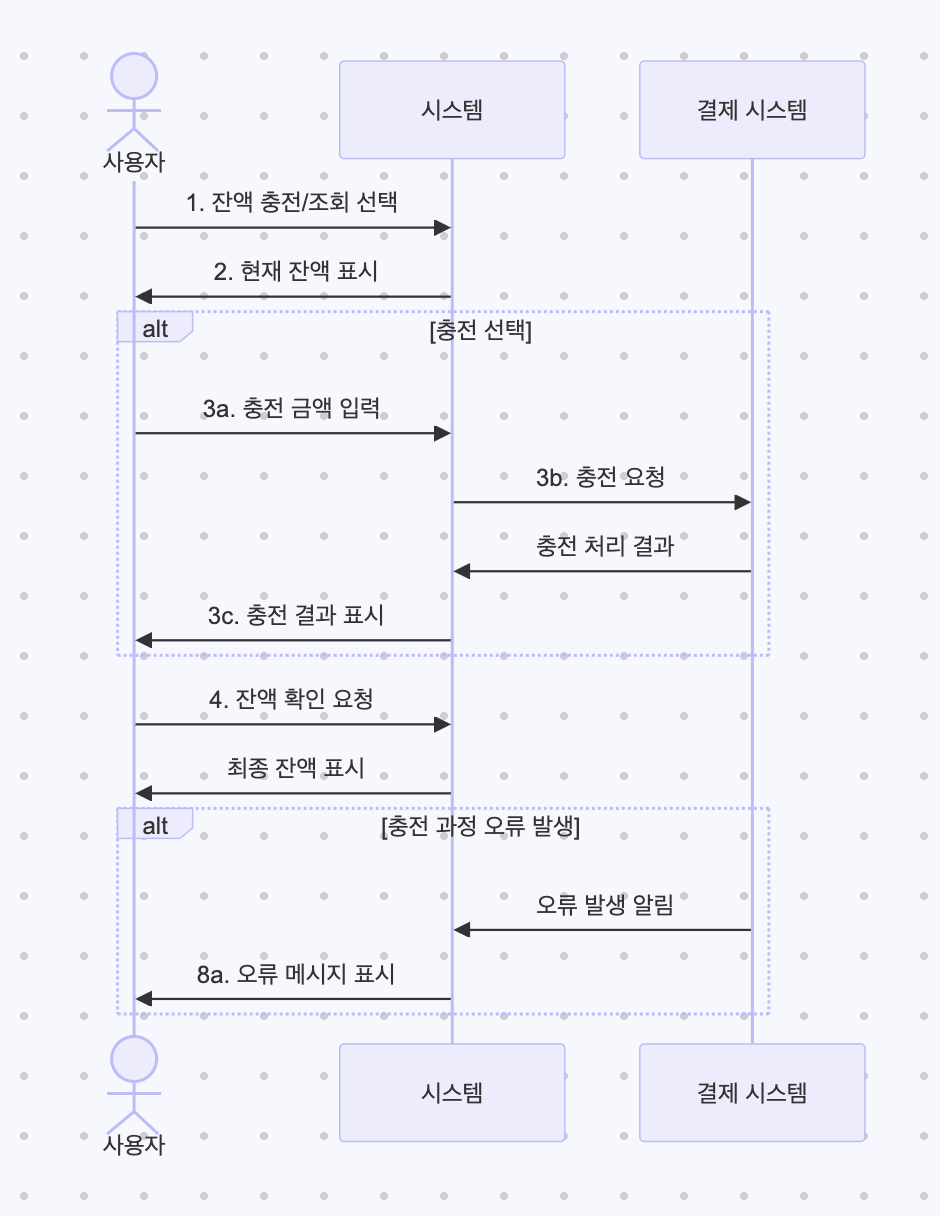 시스템
결제 시스템
사용자
1. 잔액 충전/조회 선택
2. 현재 잔액 표시
alt
[충전 선택]
3a. 충전 금액 입력
3b. 충전 요청
충전 처리 결과
3c. 충전 결과 표시
4. 잔액 확인 요청
최종 잔액 표시
alt
[충전 과정 오류 발생]
오류 발생 알림
8a. 오류 메시지 표시
시스템
결제 시스템
사용자